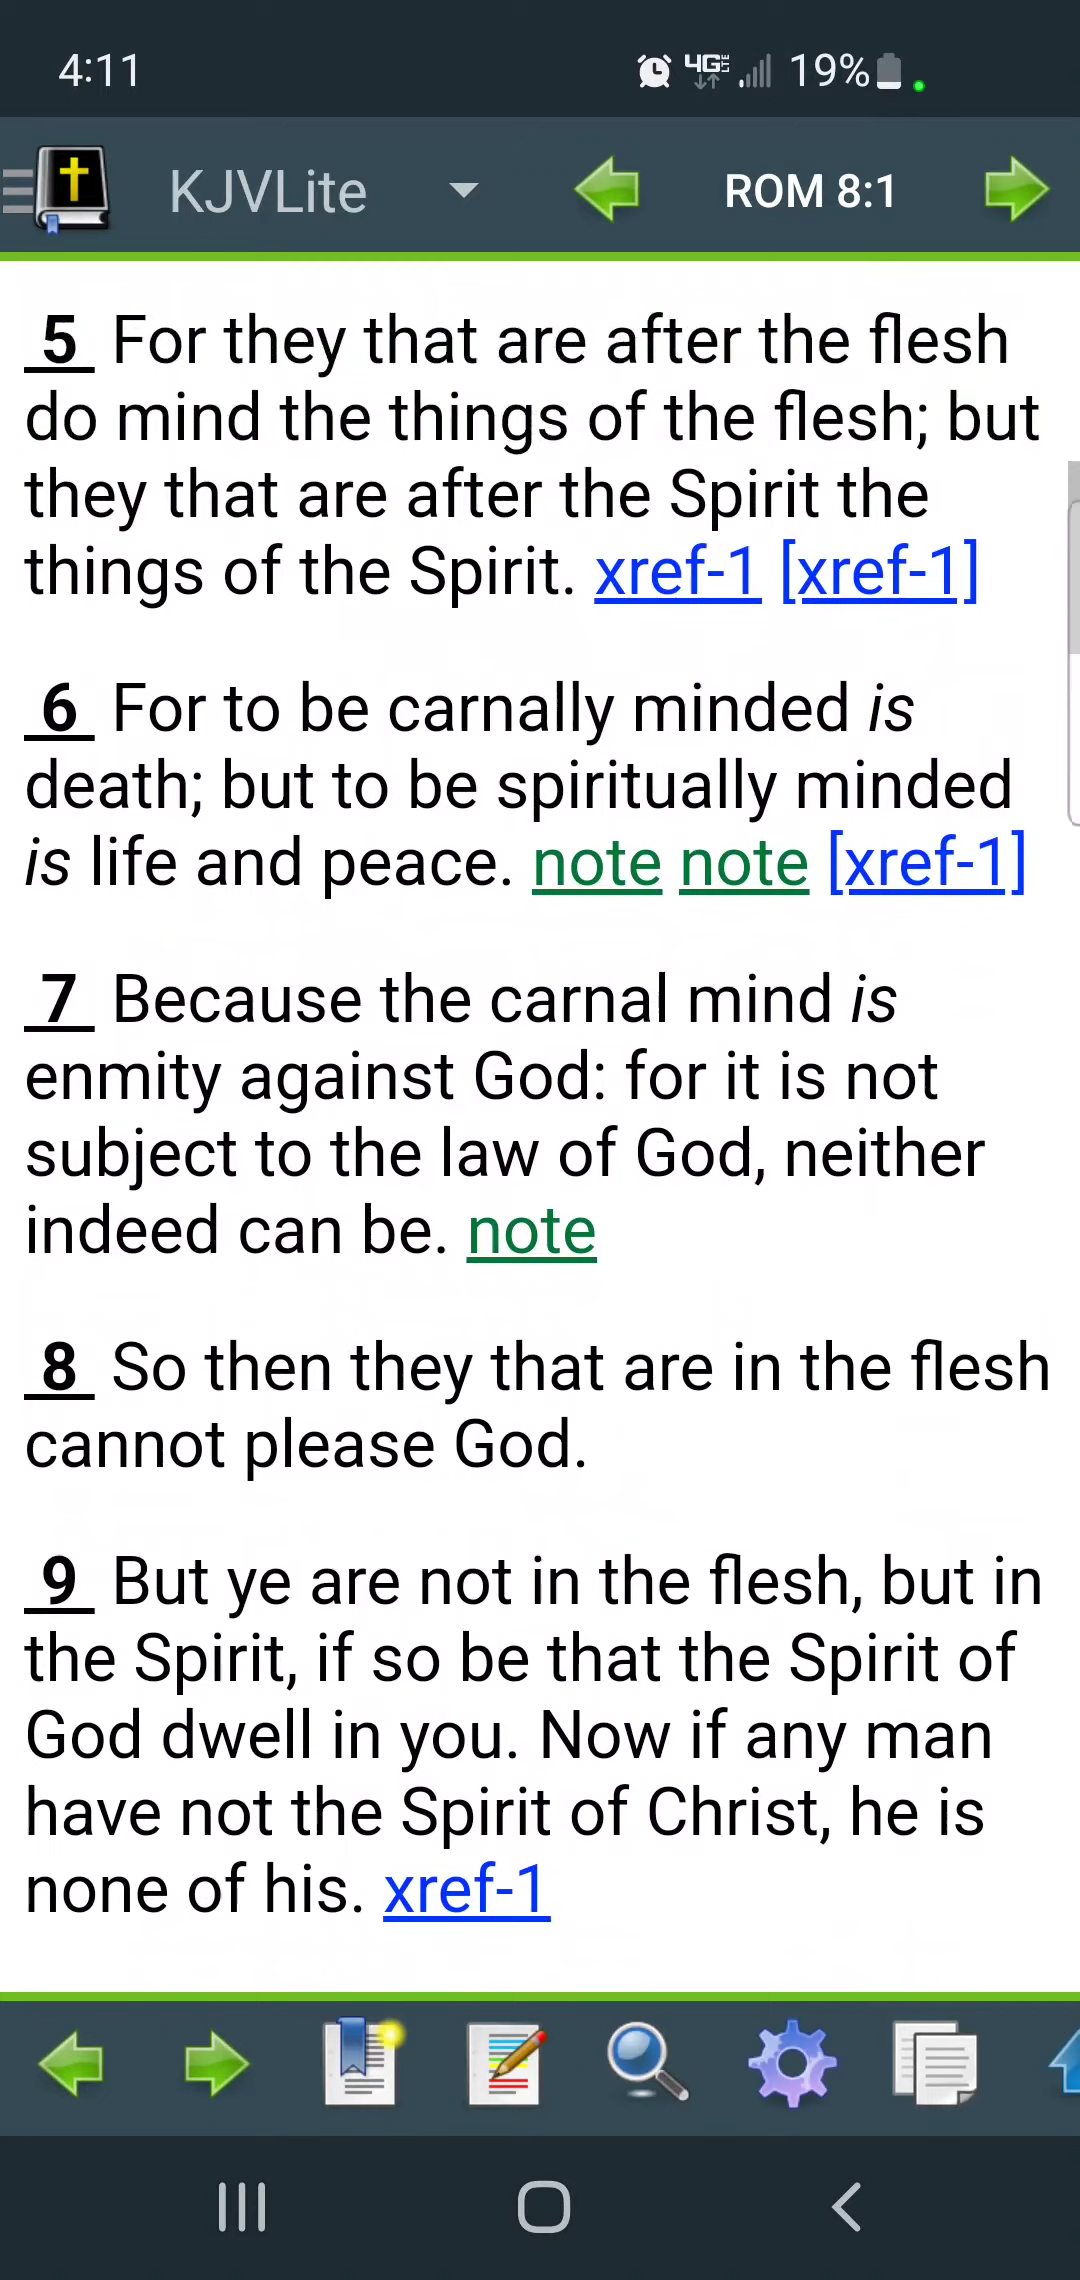 4:11 4G LTE 19%
KJVLite ROM 8:1
5 For they that are after the flesh
do mind the things of the flesh; but
they that are after the Spirit the
things of the Spirit. xref-1 [xref-1]
6 For to be carnally minded is
death; but to be spiritually minded
is life and peace. note note [xref-1]
7 Because the carnal mind is
enmity against God: for it is not
subject to the law of God, neither
indeed can be. note
8 So then they that are in the flesh
cannot please God.
9 But ye are not in the flesh, but in
the Spirit, if so be that the Spirit of
God dwell in you. Now if any man
have not the Spirit of Christ, he is
none of his. xref-1